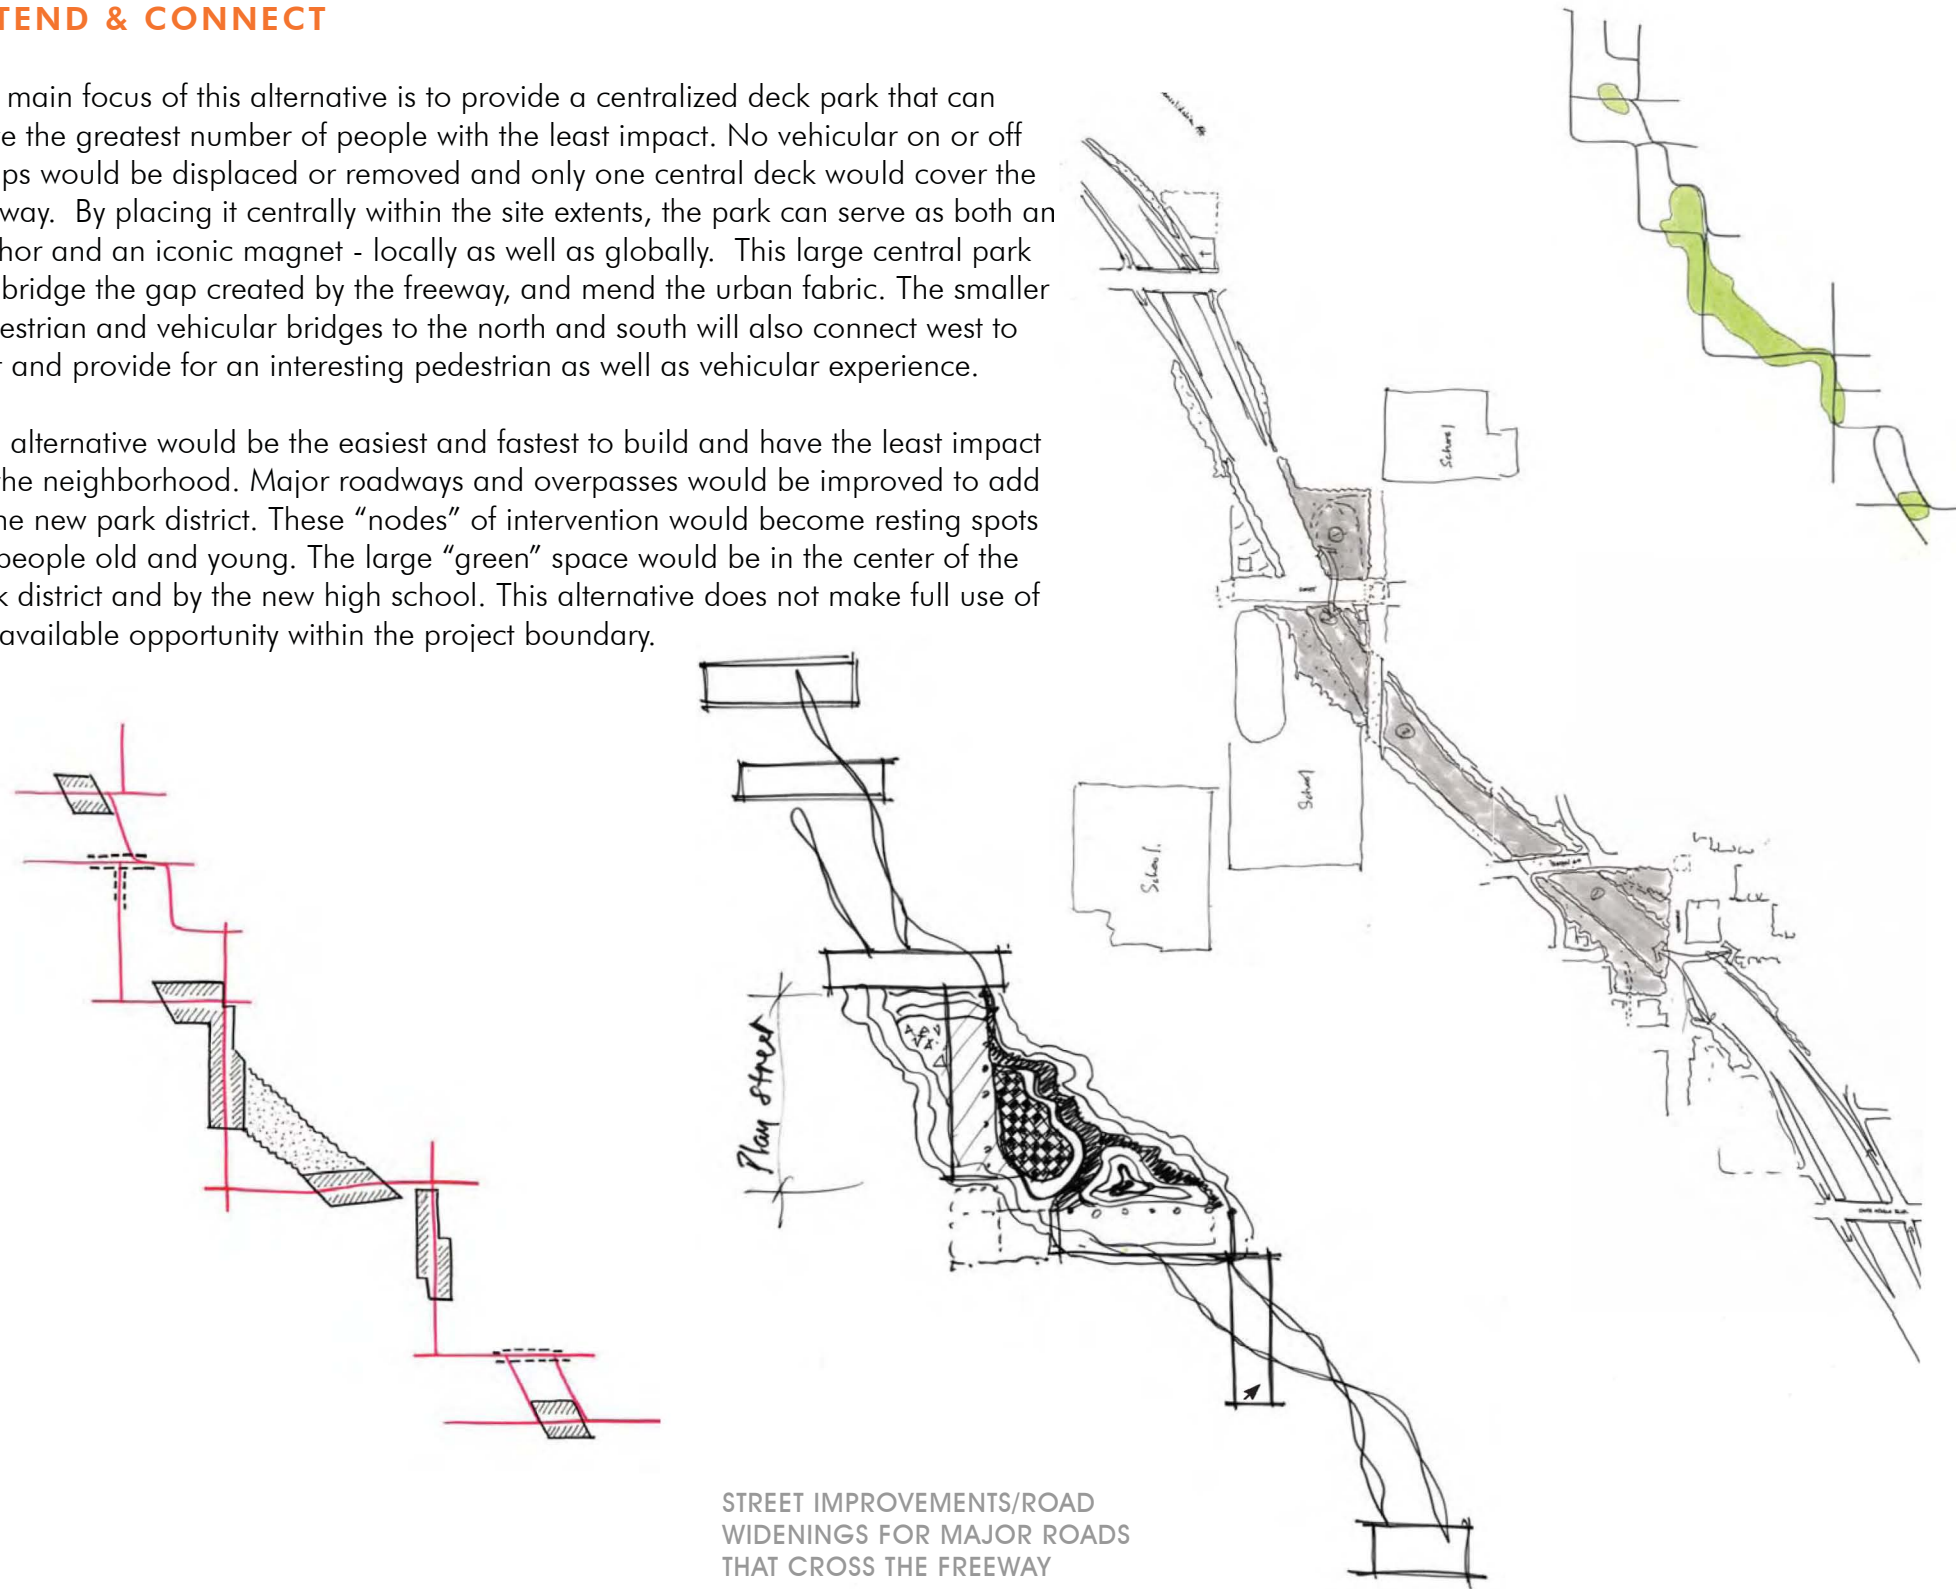 TEND & CONNECT
main focus of this alternative is to provide a centralized deck park that can
e the greatest number of people with the least impact. No vehicular on or off
ps would be displaced or removed and only one central deck would cover the
way. By placing it centrally within the site extents, the park can serve as both an
hor and an iconic magnet - locally as well as globally. This large central park
bridge the gap created by the freeway, and mend the urban fabric. The smaller
estrian and vehicular bridges to the north and south will also connect west to
and provide for an interesting pedestrian as well as vehicular experience.
alternative would be the easiest and fastest to build and have the least impact
the neighborhood. Major roadways and overpasses would be improved to add
ne new park district. These “nodes” of intervention would become resting spots
people old and young. The large “green” space would be in the center of the
k district and by the new high school. This alternative does not make full use of
available opportunity within the project boundary.
School
School
School
Play street
STREET IMPROVEMENTS/ROAD
WIDENINGS FOR MAJOR ROADS
THAT CROSS THE FREEWAY